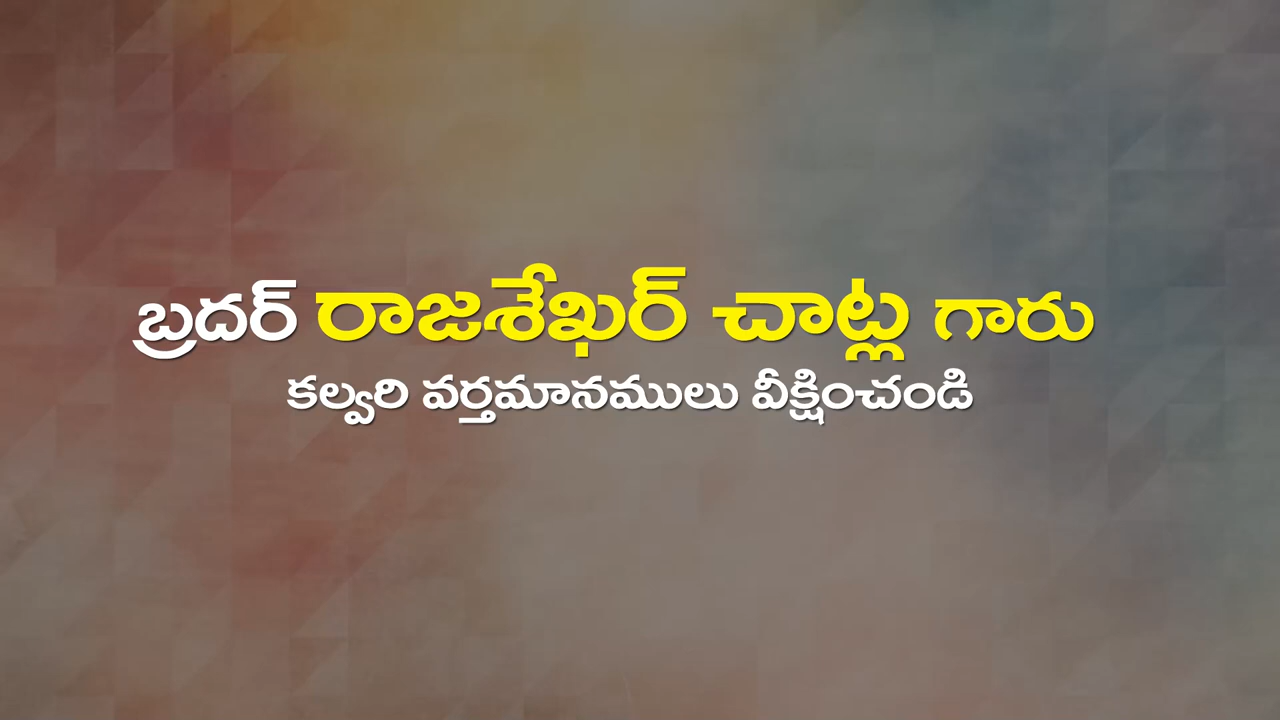 బ్రదర్ రాజశేఖర్ చాట్ల గారు
కల్వరి వర్తమానములు వీక్షించండి